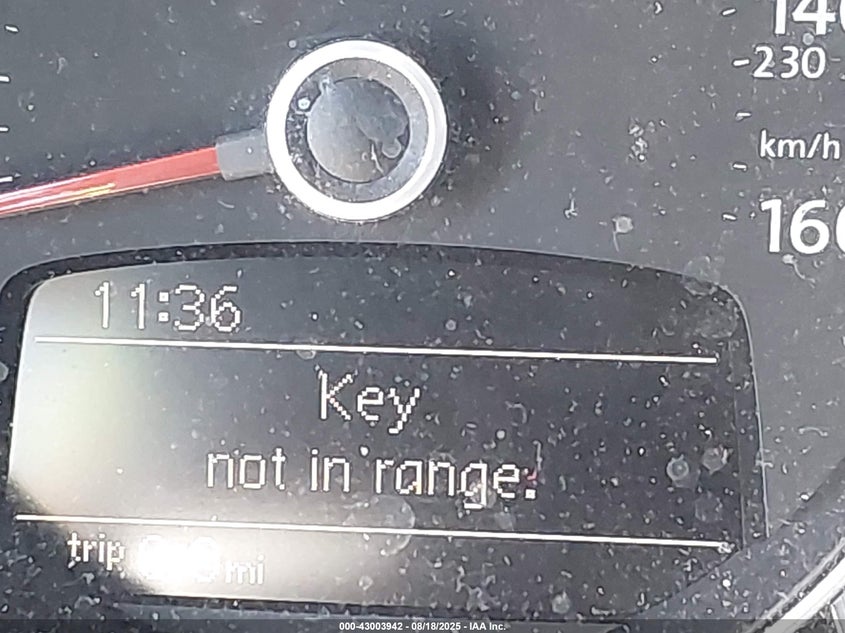 140
-230
km/h
160
11:36
Key
not in range!
trip
mi
000-43003942 - 08/18/2025 - IAA Inc.